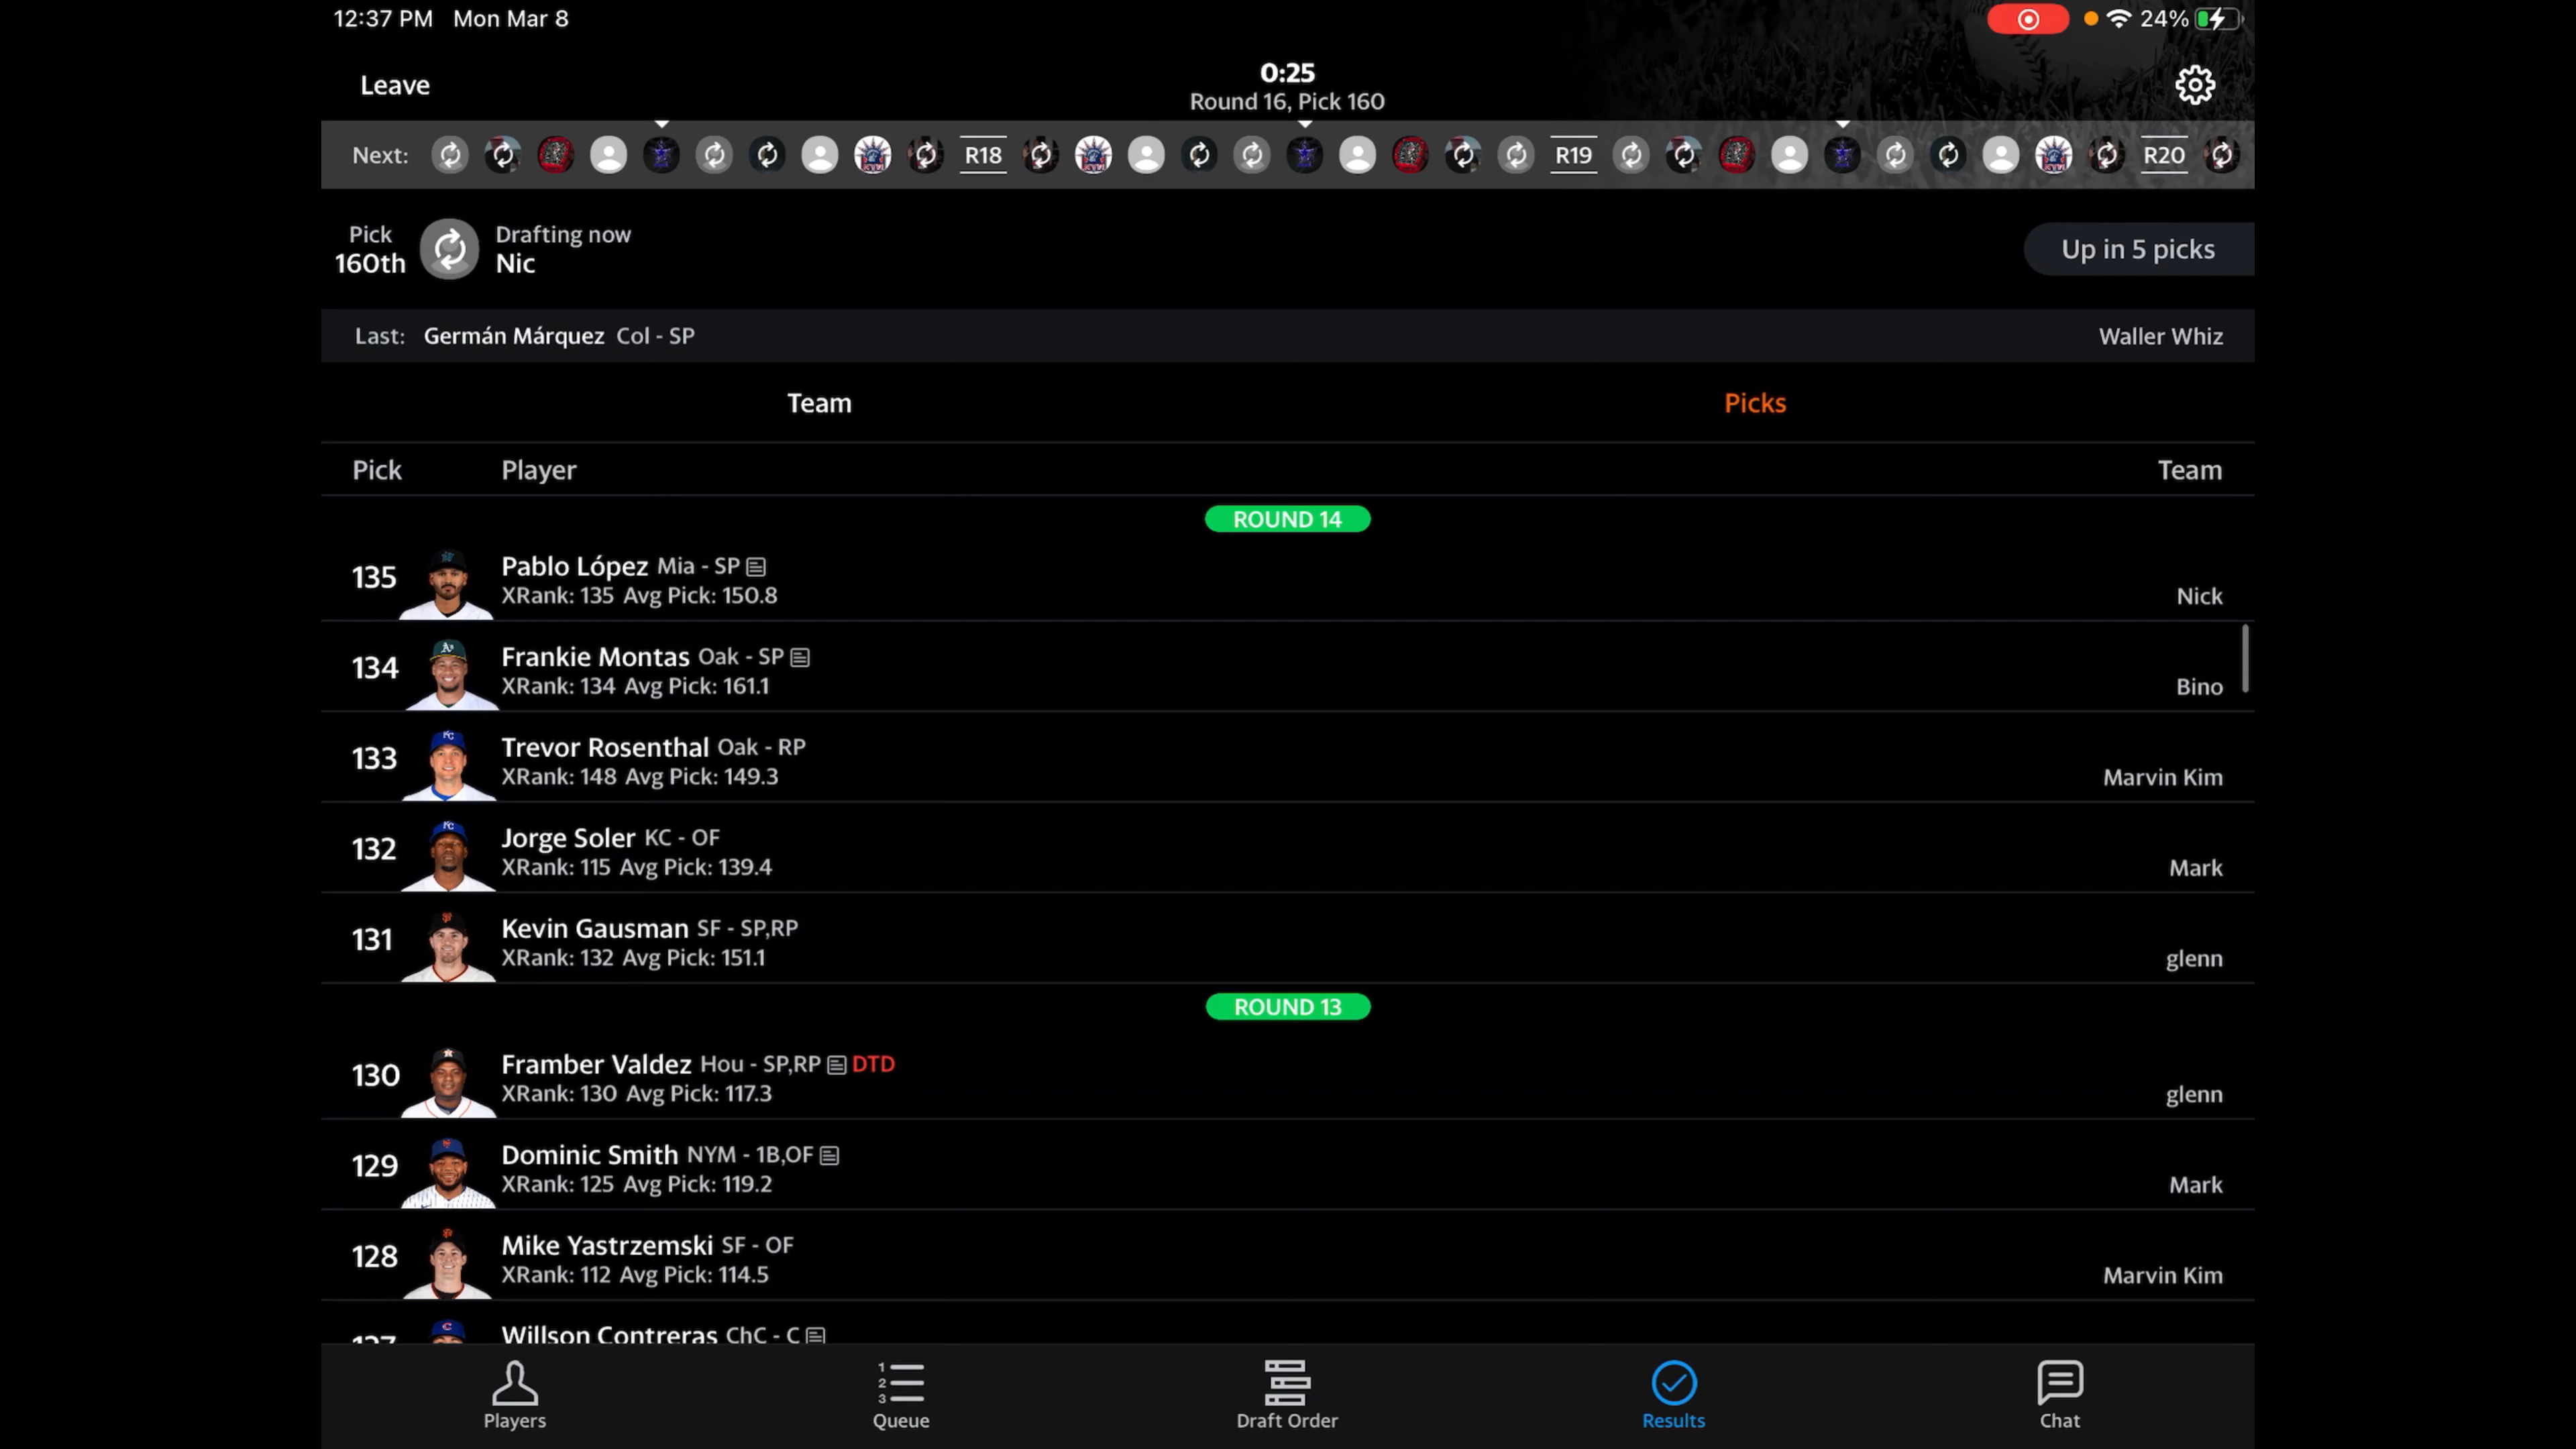 12:37 PM Mon Mar 8
24%
Leave
0:25
Round 16, Pick 160
Next:
R18
R19
R20
Pick
160th
Drafting now
Nic
Up in 5 picks
Last: Germán Márquez Col - SP
Waller Whiz
Team
Picks
Pick
Player
Team
ROUND 14
135
Pablo López Mia - SP
XRank: 135 Avg Pick: 150.8
Nick
134
Frankie Montas Oak - SP
XRank: 134 Avg Pick: 161.1
Bino
133
Trevor Rosenthal Oak - RP
XRank: 148 Avg Pick: 149.3
Marvin Kim
132
Jorge Soler KC - OF
XRank: 115 Avg Pick: 139.4
Mark
131
Kevin Gausman SF - SP,RP
XRank: 132 Avg Pick: 151.1
glenn
ROUND 13
130
Framber Valdez Hou - SP,RP DTD
XRank: 130 Avg Pick: 117.3
glenn
129
Dominic Smith NYM - 1B,OF
XRank: 125 Avg Pick: 119.2
Mark
128
Mike Yastrzemski SF - OF
XRank: 112 Avg Pick: 114.5
Marvin Kim
127
Willson Contreras ChC - C
Players
Queue
Draft Order
Results
Chat